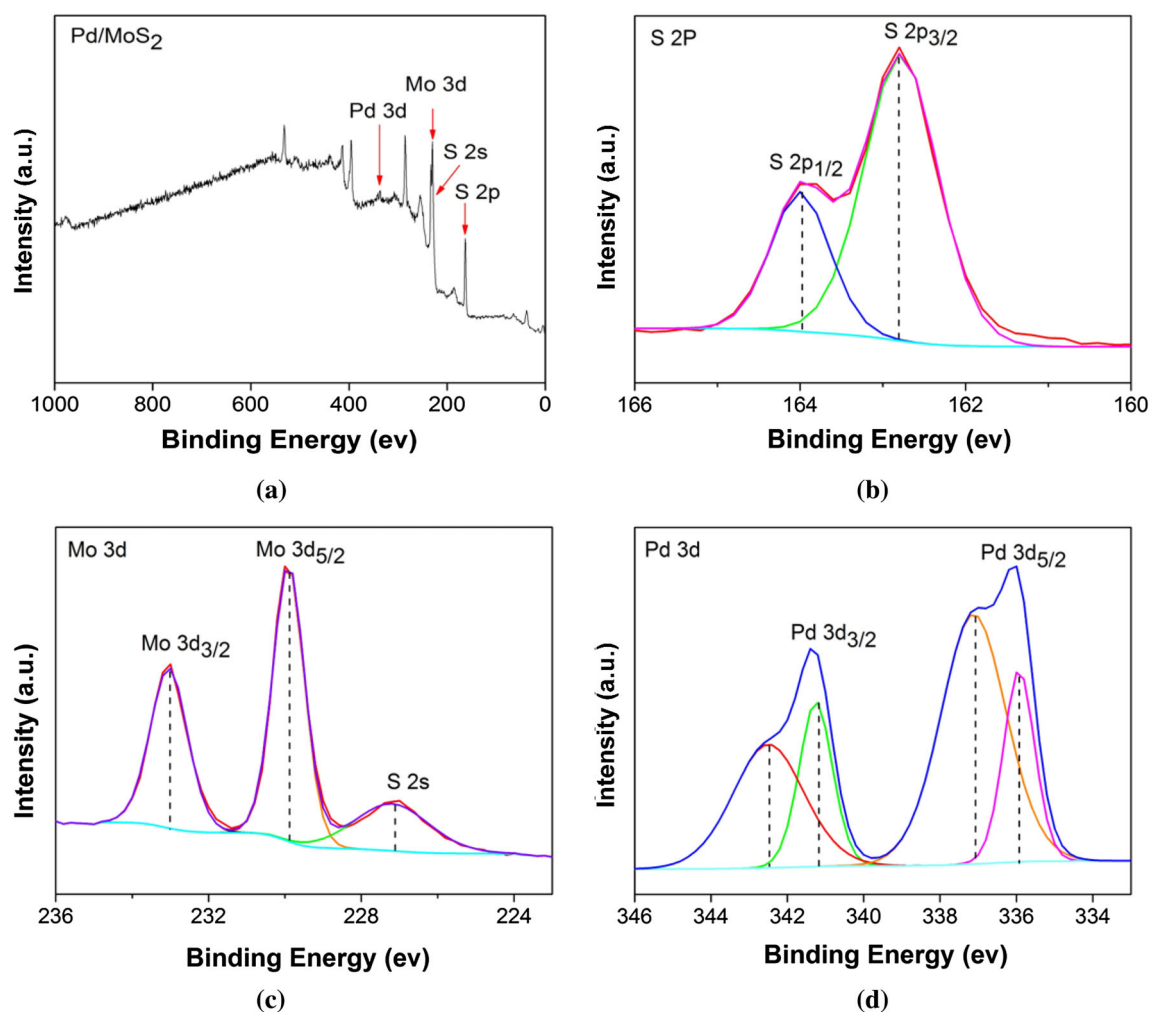 Pd/MoS2
Mo 3d
Pd 3d
S 2s
S 2p
Intensity (a.u.)
1000 800 600 400 200 0
Binding Energy (ev)
(a)
S 2P
S 2p3/2
S 2p1/2
Intensity (a.u.)
166 164 162 160
Binding Energy (ev)
(b)
Mo 3d
Mo 3d5/2
Mo 3d3/2
S 2s
Intensity (a.u.)
236 232 228 224
Binding Energy (ev)
(c)
Pd 3d
Pd 3d5/2
Pd 3d3/2
Intensity (a.u.)
346 344 342 340 338 336 334
Binding Energy (ev)
(d)